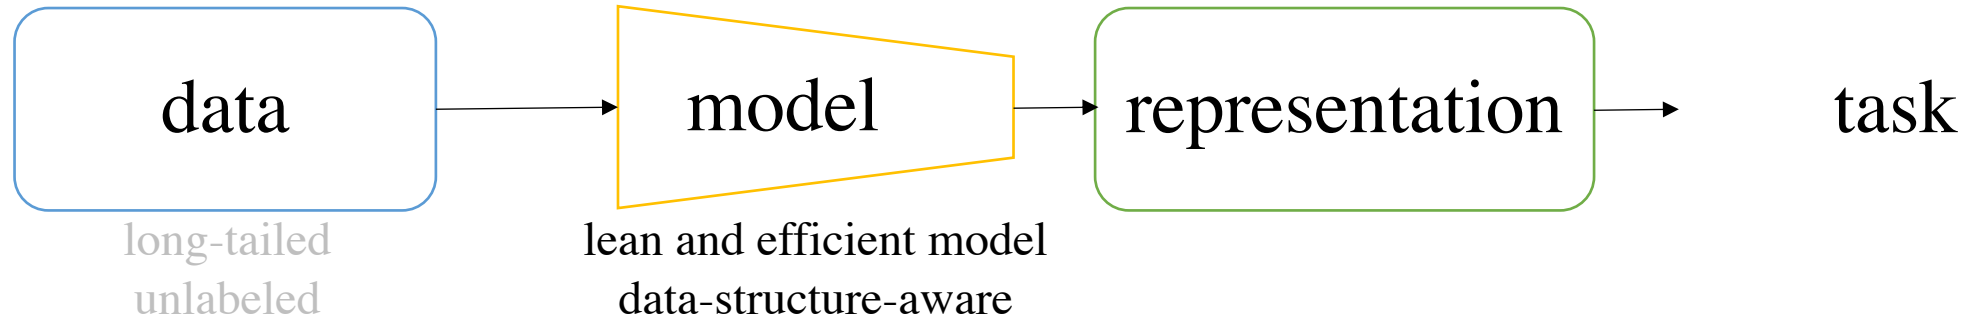 data
model
representation
task
long-tailed
unlabeled
lean and efficient model
data-structure-aware